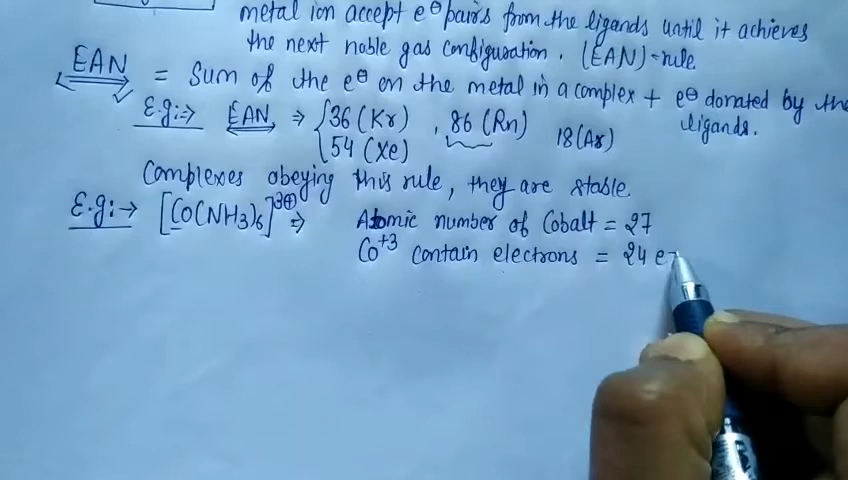 metal ion accept e⊖ pairs from the ligands until it achieves
the next noble gas configuration. (EAN)-rule
EAN = Sum of the e⊖ on the metal in a complex + e⊖ donated by the ligands.
E.g:-> EAN => {36 (Kr), 54 (Xe), 86 (Rn) 18(Ar)
Complexes obeying this rule, they are stable
E.g:-> [Co(NH3)6]3⊕ => Atomic number of Cobalt = 27
Co+3 contain electrons = 24 e-